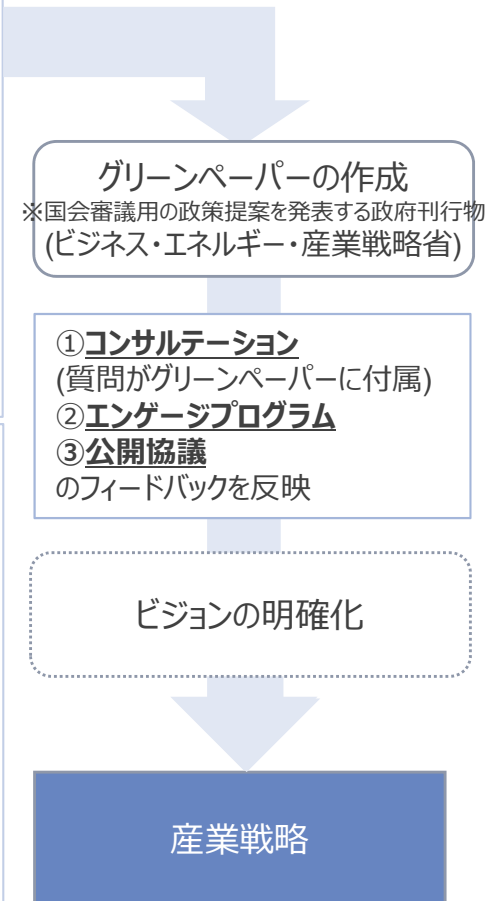 グリーンペーパーの作成
※国会審議用の政策提案を発表する政府刊行物
(ビジネス・エネルギー・産業戦略省)
①コンサルテーション
(質問がグリーンペーパーに付属)
②エンゲージプログラム
③公開協議
のフィードバックを反映
ビジョンの明確化
産業戦略